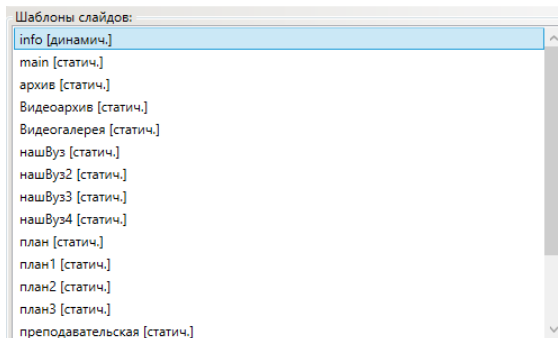 Шаблоны слайдов:
info [динамич.]
main [статич.]
архив [статич.]
Видеоархив [статич.]
Видеогалерея [статич.]
нашВуз [статич.]
нашВуз2 [статич.]
нашВуз3 [статич.]
нашВуз4 [статич.]
план [статич.]
план1 [статич.]
план2 [статич.]
план3 [статич.]
преподавательская [статич.]